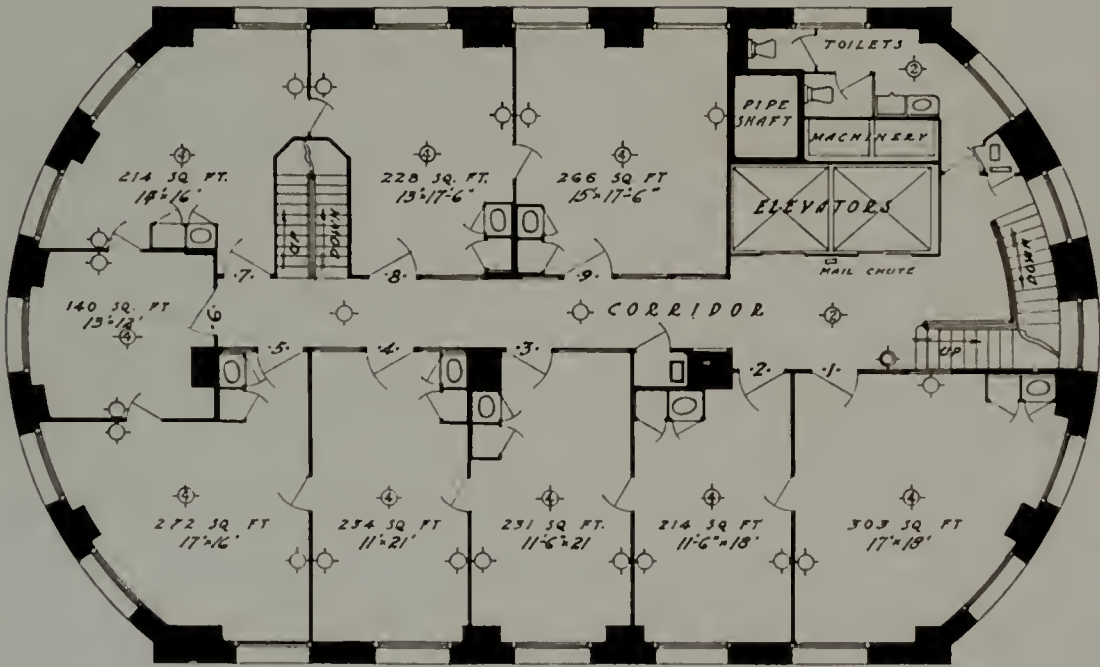 TOILETS
2
PIPE
SHAFT
MACHINERY
4
214 SQ. FT.
14'x16'
4
228 SQ. FT.
13'x17'-6"
4
266 SQ. FT.
15'x17'-6"
UP
DOWN
ELEVATORS
MAIL CHUTE
DOWN
·7·
·8·
·9·
140 SQ. FT
13'x12'
4
·6·
CORRIDOR
2
UP
·5·
·4·
·3·
·2·
·1·
4
272 SQ FT
17'x16'
4
234 SQ FT
11'x21'
4
231 SQ FT.
11'-6"x21
4
214 SQ FT
11'-6"x18'
4
303 SQ FT
17'x18'